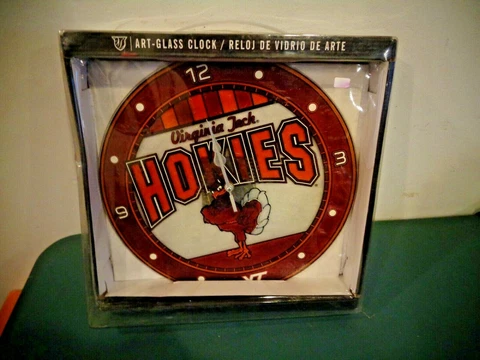 ART-GLASS CLOCK / RELOJ DE VIDRIO DE ARTE
12
Virginia Tech.
HOKIES
3
9
VT